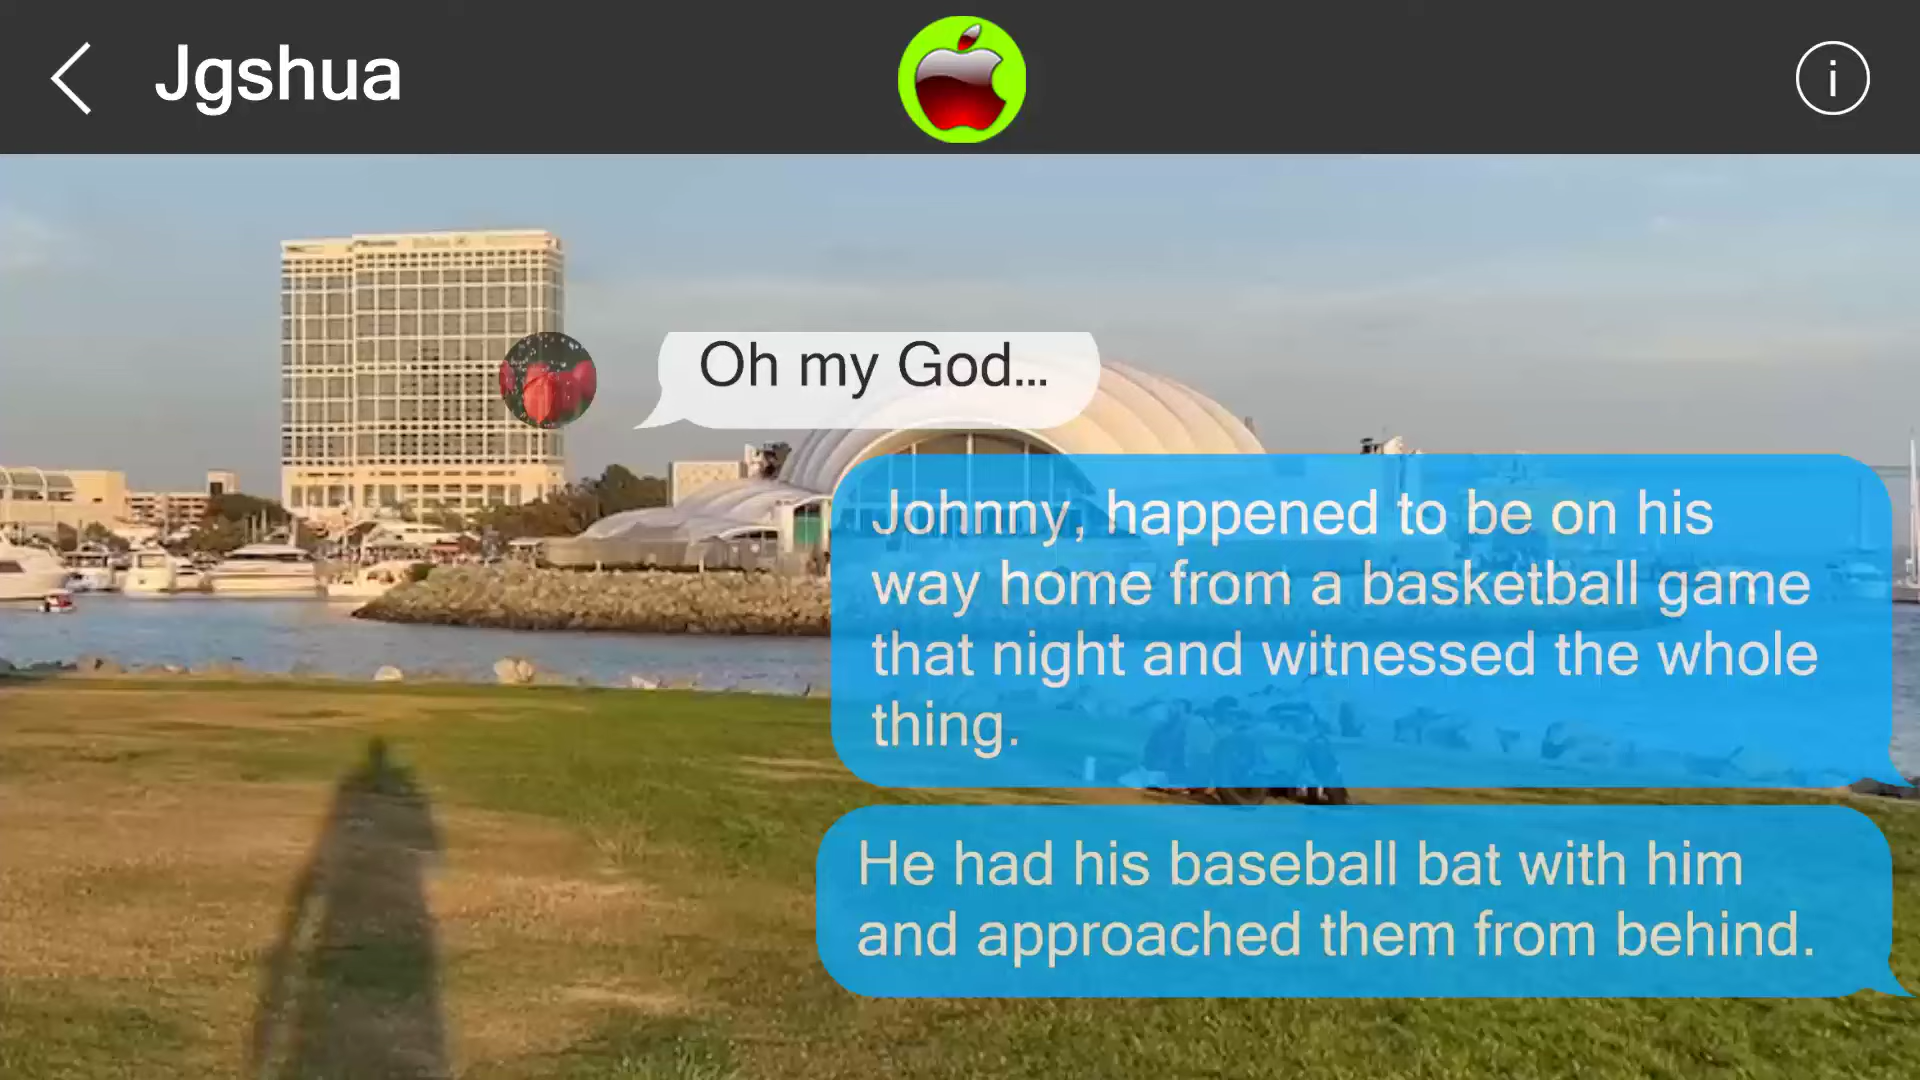 Jgshua
i
Oh my God...
Johnny, happened to be on his
way home from a basketball game
that night and witnessed the whole
thing.
He had his baseball bat with him
and approached them from behind.